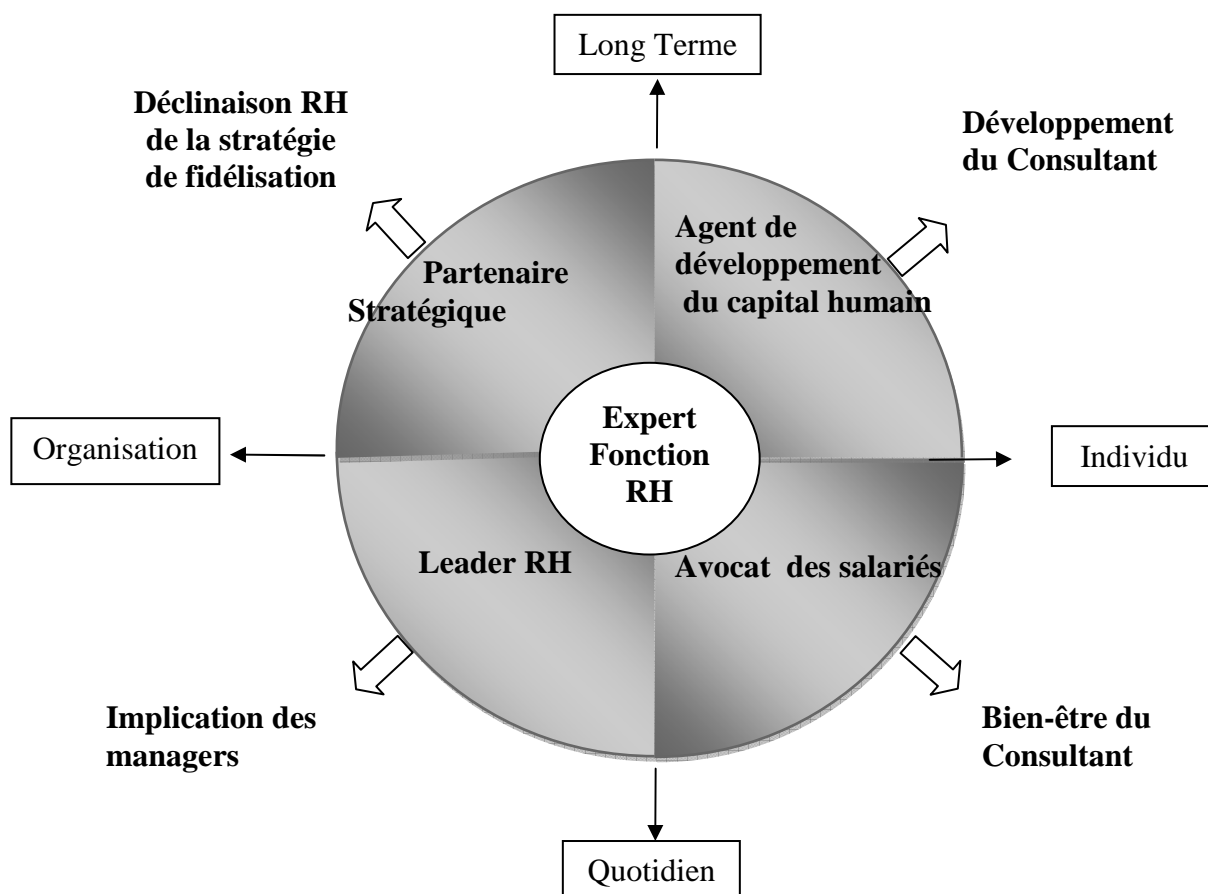 Long Terme
Déclinaison RH
de la stratégie
de fidélisation
Développement
du Consultant
Partenaire
Stratégique
Agent de
développement
du capital humain
Organisation
Expert
Fonction
RH
Individu
Leader RH
Avocat des salariés
Implication des
managers
Bien-être du
Consultant
Quotidien